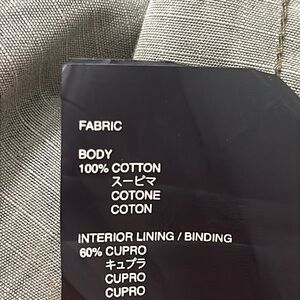 FABRIC
BODY
100% COTTON
スーピマ
COTONE
COTON
INTERIOR LINING / BINDING
60% CUPRO
キュプラ
CUPRO
CUPRO